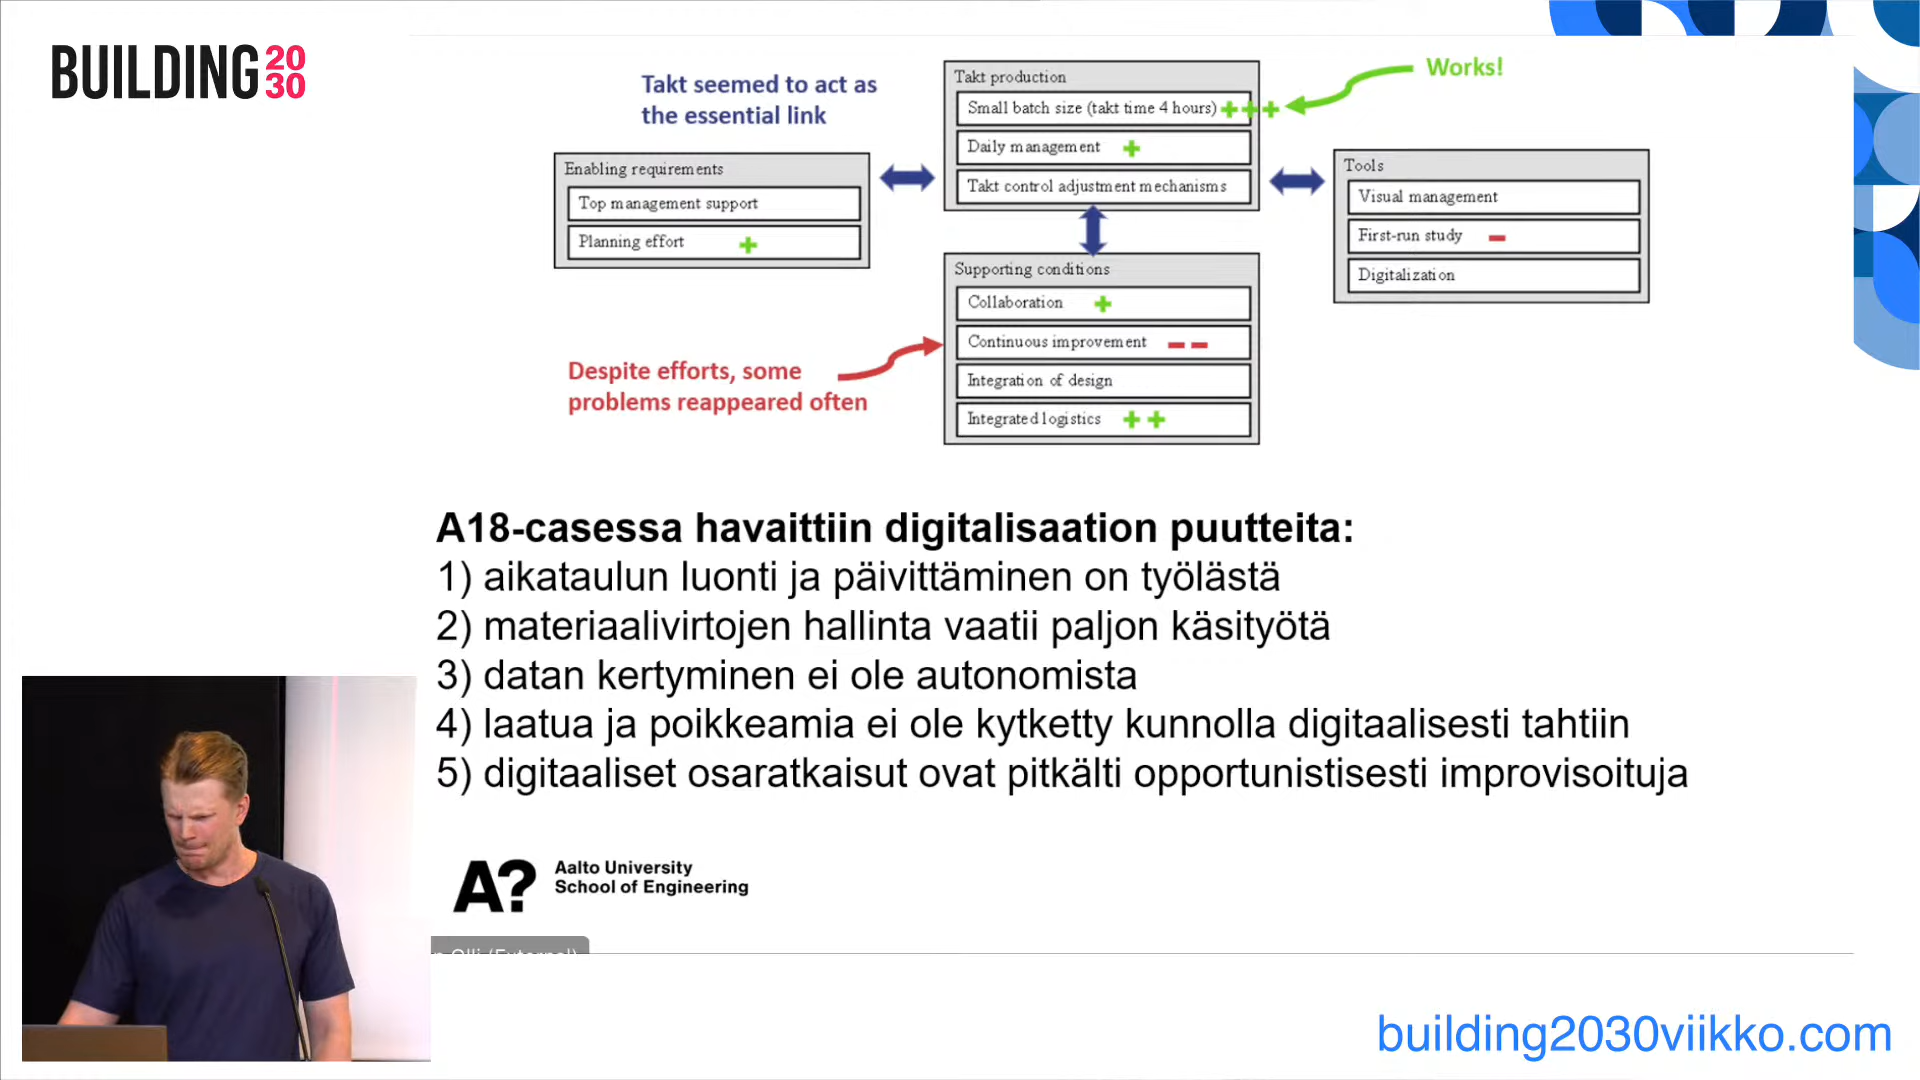 BUILDING 20
30
Takt seemed to act as
the essential link
Works!
Takt production
Small batch size (takt time 4 hours) +++
Daily management +
Takt control adjustment mechanisms
Enabling requirements
Top management support
Planning effort +
Tools
Visual management
First-run study –
Digitalization
Supporting conditions
Collaboration +
Continuous improvement – –
Integration of design
Integrated logistics ++
Despite efforts, some
problems reappeared often
A18-casessa havaittiin digitalisaation puutteita:
1) aikataulun luonti ja päivittäminen on työlästä
2) materiaalivirtojen hallinta vaatii paljon käsityötä
3) datan kertyminen ei ole autonomista
4) laatua ja poikkeamia ei ole kytketty kunnolla digitaalisesti tahtiin
5) digitaaliset osaratkaisut ovat pitkälti opportunistisesti improvisoituja
A? Aalto University
School of Engineering
Olli (External)
building2030viikko.com